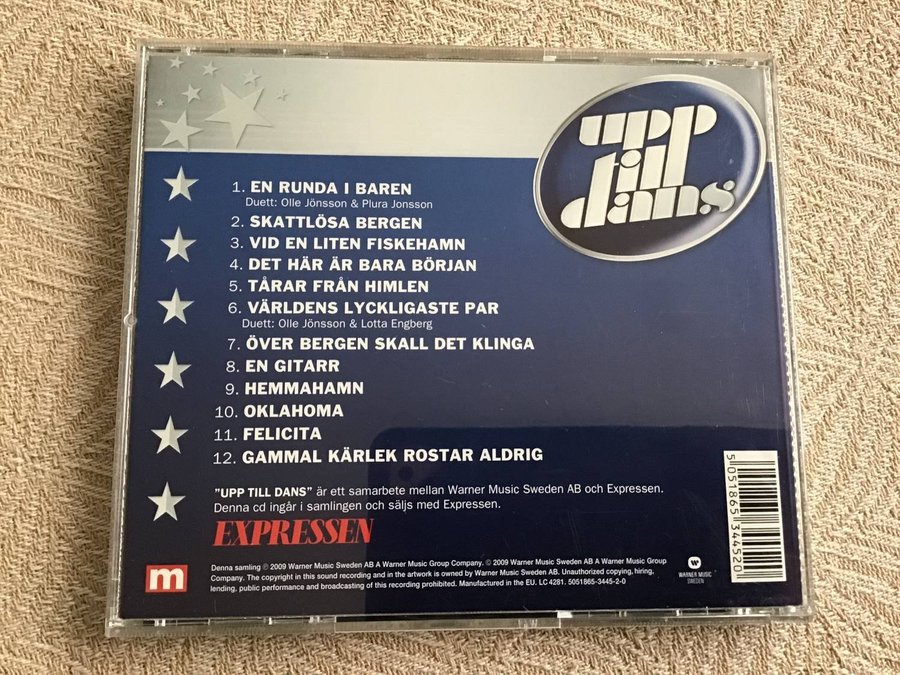 upp
till
dans
1. EN RUNDA I BAREN
Duett: Olle Jönsson & Plura Jonsson
2. SKATTLÖSA BERGEN
3. VID EN LITEN FISKEHAMN
4. DET HÄR ÄR BARA BÖRJAN
5. TÅRAR FRÅN HIMLEN
6. VÄRLDENS LYCKLIGASTE PAR
Duett: Olle Jönsson & Lotta Engberg
7. ÖVER BERGEN SKALL DET KLINGA
8. EN GITARR
9. HEMMAHAMN
10. OKLAHOMA
11. FELICITA
12. GAMMAL KÄRLEK ROSTAR ALDRIG
"UPP TILL DANS" är ett samarbete mellan Warner Music Sweden AB och Expressen.
Denna cd ingår i samlingen och säljs med Expressen.
EXPRESSEN
m
Denna samling ℗ 2009 Warner Music Sweden AB A Warner Music Group Company. © 2009 Warner Music Sweden AB A Warner Music Group
Company. The copyright in this sound recording and in the artwork is owned by Warner Music Sweden AB. Unauthorized copying, hiring,
lending, public performance and broadcasting of this recording prohibited. Manufactured in the EU. LC 4281. 5051865-3445-2-0
WARNER MUSIC
SWEDEN
5 051865 344520